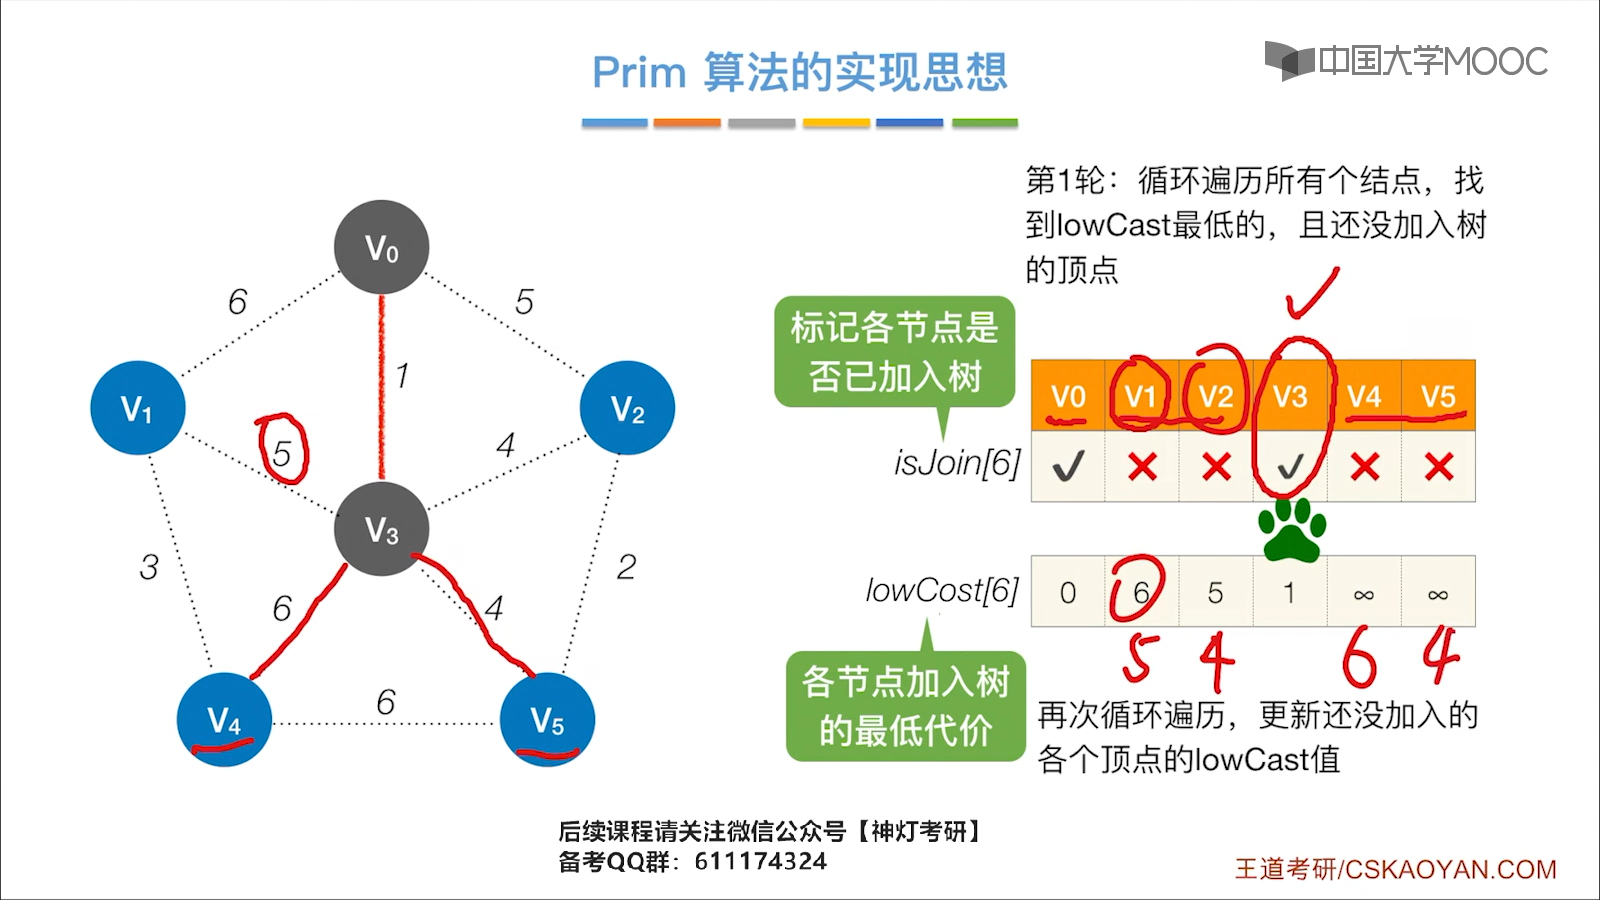 Prim 算法的实现思想
中国大学MOOC
第1轮：循环遍历所有个结点，找
到lowCast最低的，且还没加入树
的顶点
V0
6
5
1
V1
V2
5
4
V3
3
2
6
4
V4
6
V5
标记各节点是
否已加入树
V0 V1 V2 V3 V4 V5
isJoin[6]
lowCost[6] 0 6 5 1 ∞ ∞
5 4 6 4
各节点加入树
的最低代价
再次循环遍历，更新还没加入的
各个顶点的lowCast值
后续课程请关注微信公众号【神灯考研】
备考QQ群：611174324
王道考研/CSKAOYAN.COM